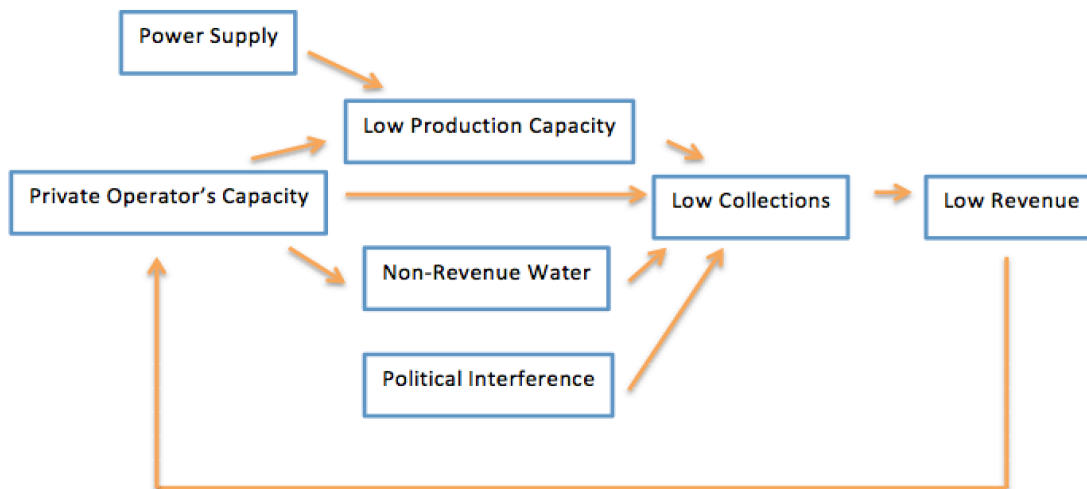 Power Supply
Low Production Capacity
Private Operator's Capacity
Low Collections
Low Revenue
Non-Revenue Water
Political Interference